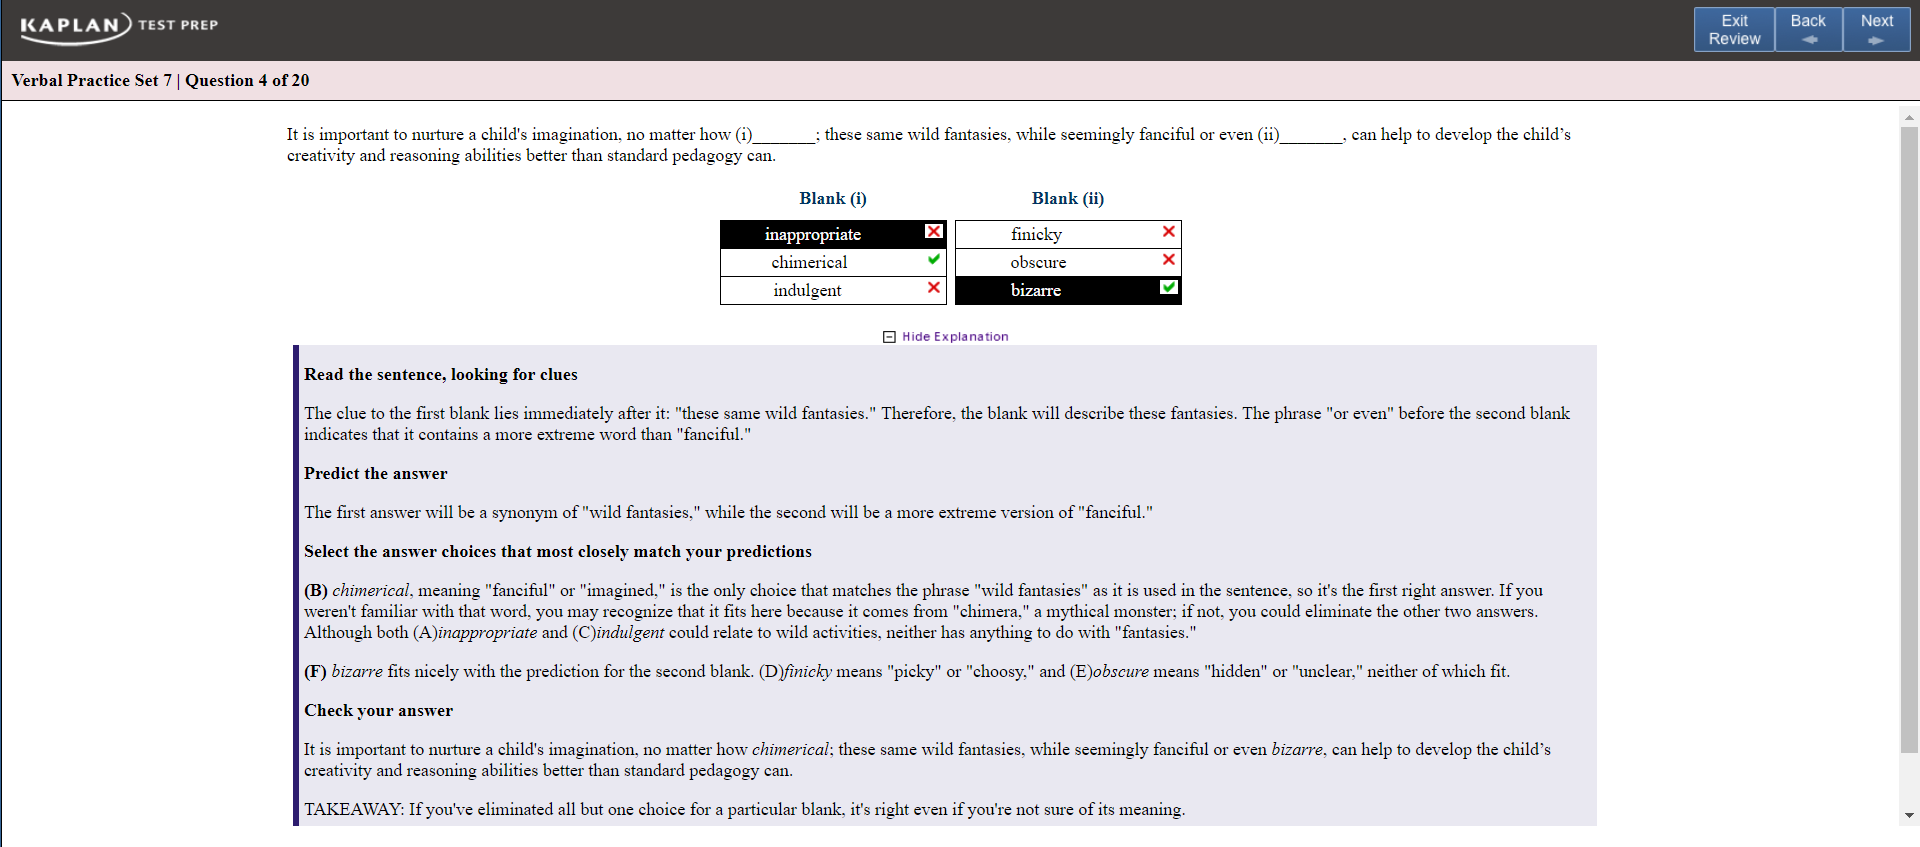 KAPLAN TEST PREP
Exit Review
Back
Next
Verbal Practice Set 7 | Question 4 of 20
It is important to nurture a child's imagination, no matter how (i)_______; these same wild fantasies, while seemingly fanciful or even (ii)_______, can help to develop the child’s
creativity and reasoning abilities better than standard pedagogy can.
Blank (i) Blank (ii)
inappropriate finicky
chimerical obscure
indulgent bizarre
Hide Explanation
Read the sentence, looking for clues
The clue to the first blank lies immediately after it: "these same wild fantasies." Therefore, the blank will describe these fantasies. The phrase "or even" before the second blank
indicates that it contains a more extreme word than "fanciful."
Predict the answer
The first answer will be a synonym of "wild fantasies," while the second will be a more extreme version of "fanciful."
Select the answer choices that most closely match your predictions
(B) chimerical, meaning "fanciful" or "imagined," is the only choice that matches the phrase "wild fantasies" as it is used in the sentence, so it's the first right answer. If you
weren't familiar with that word, you may recognize that it fits here because it comes from "chimera," a mythical monster; if not, you could eliminate the other two answers.
Although both (A)inappropriate and (C)indulgent could relate to wild activities, neither has anything to do with "fantasies."
(F) bizarre fits nicely with the prediction for the second blank. (D)finicky means "picky" or "choosy," and (E)obscure means "hidden" or "unclear," neither of which fit.
Check your answer
It is important to nurture a child's imagination, no matter how chimerical; these same wild fantasies, while seemingly fanciful or even bizarre, can help to develop the child’s
creativity and reasoning abilities better than standard pedagogy can.
TAKEAWAY: If you've eliminated all but one choice for a particular blank, it's right even if you're not sure of its meaning.